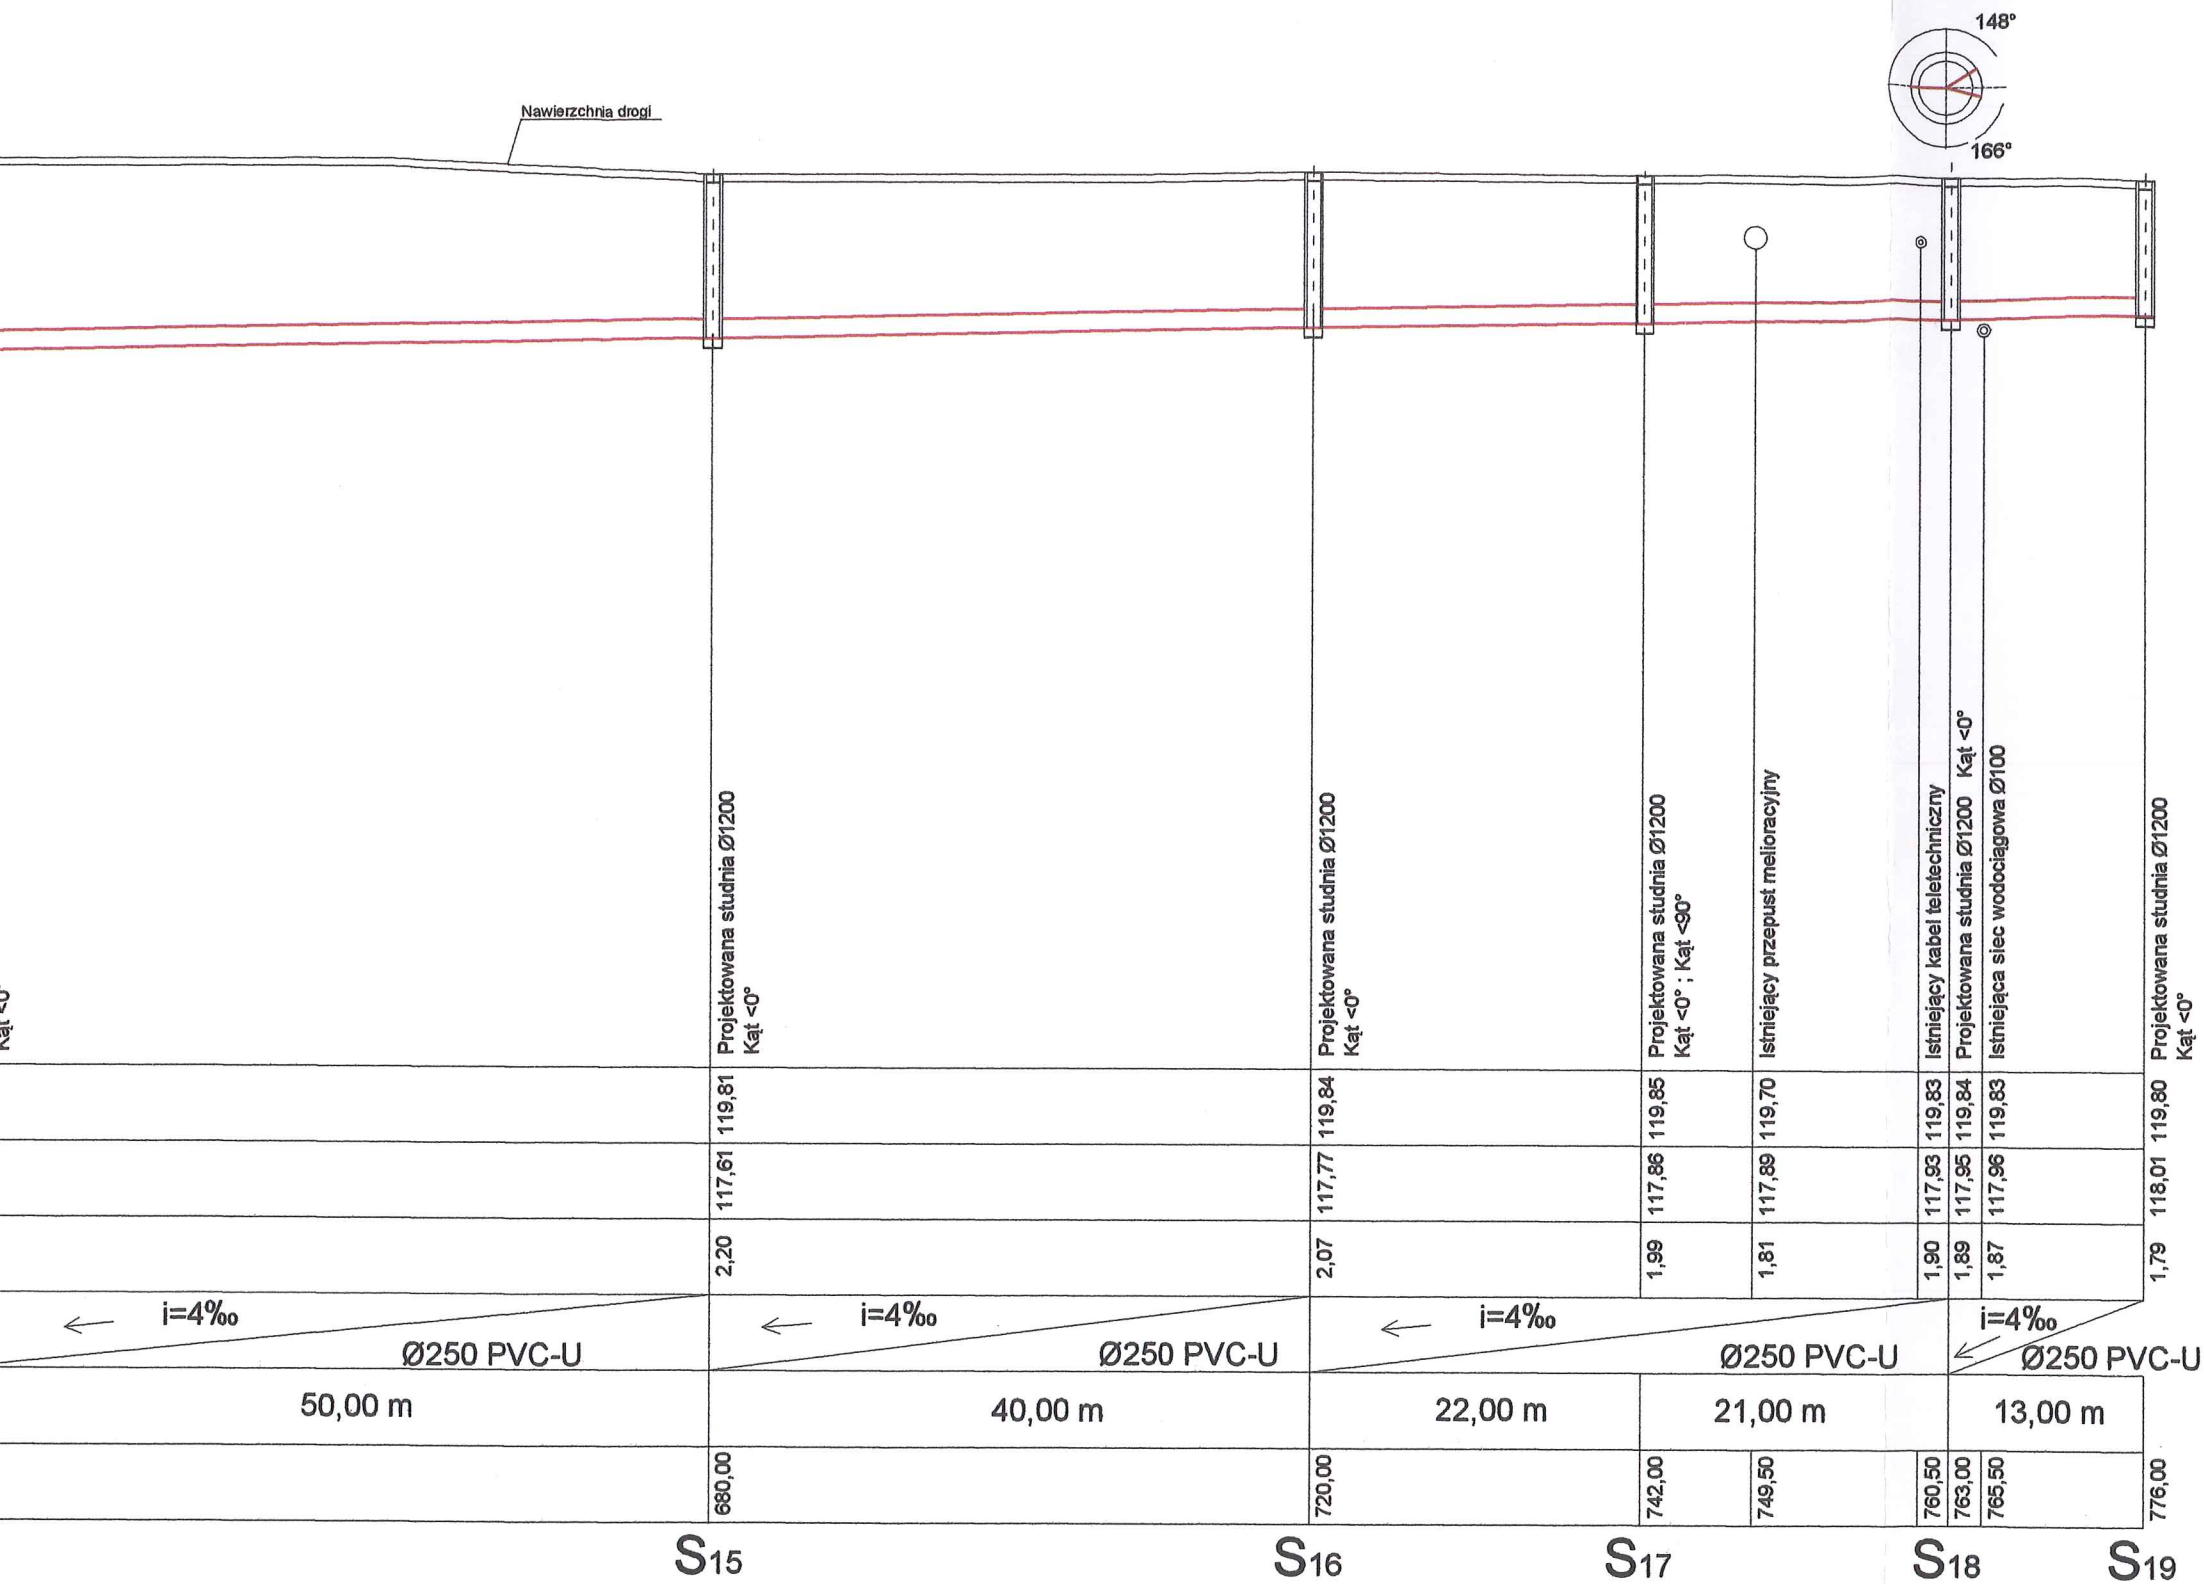 148°
166°
Nawierzchnia drogi
Kąt <0°
Projektowana studnia Ø1200
Kąt <0°
Projektowana studnia Ø1200
Kąt <0°
Projektowana studnia Ø1200
Kąt <0° ; Kąt <90°
Istniejący przepust melioracyjny
Istniejący kabel teletechniczny
Projektowana studnia Ø1200 Kąt <0°
Istniejąca siec wodociągowa Ø100
Projektowana studnia Ø1200
Kąt <0°
119,81 119,84 119,85 119,70 119,83 119,84 119,83 119,80
117,61 117,77 117,86 117,89 117,93 117,95 117,96 118,01
2,20 2,07 1,99 1,81 1,90 1,89 1,87 1,79
i=4‰ i=4‰ i=4‰ i=4‰
Ø250 PVC-U Ø250 PVC-U Ø250 PVC-U Ø250 PVC-U
50,00 m 40,00 m 22,00 m 21,00 m 13,00 m
680,00 720,00 742,00 749,50 760,50 763,00 765,50 776,00
S15 S16 S17 S18 S19